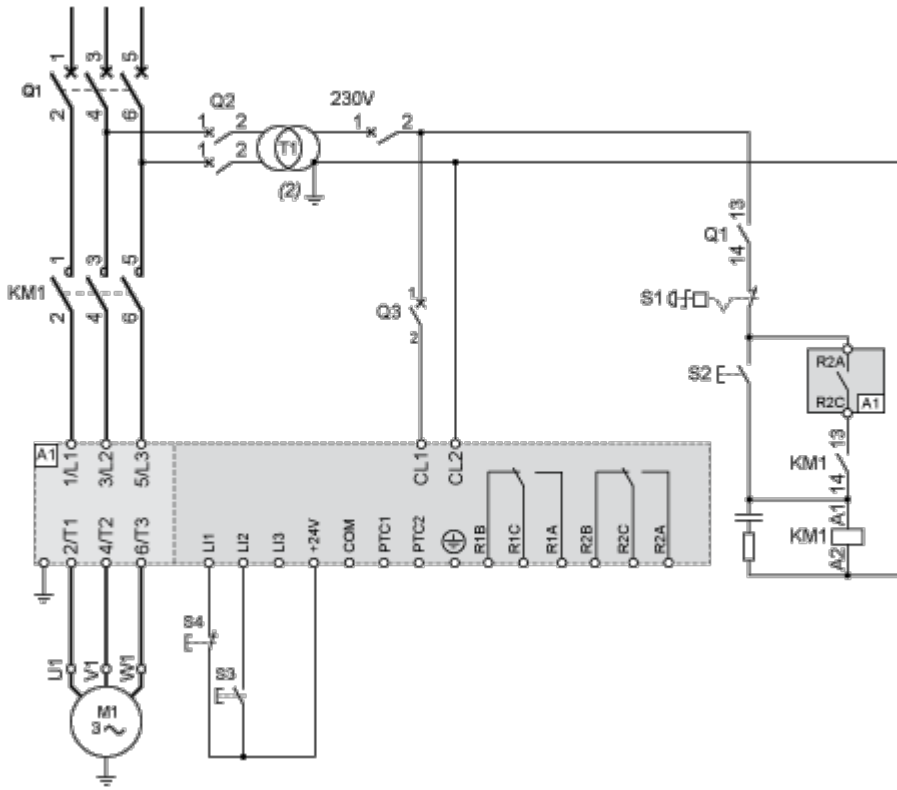 1 3 5
Q1
2 4 6
Q2
1 2
1 2
T1
(2)
230V
1 2
13
Q1
14
1 3 5
KM1
2 4 6
1
Q3
2
S1
S2
R2A
R2C A1
13
KM1
14
A1
KM1
A2
A1
1/L1 3/L2 5/L3 CL1 CL2
2/T1 4/T2 6/T3 LI1 LI2 LI3 +24V COM PTC1 PTC2 R1B R1C R1A R2B R2C R2A
S4
S3
U1 V1 W1
M1
3